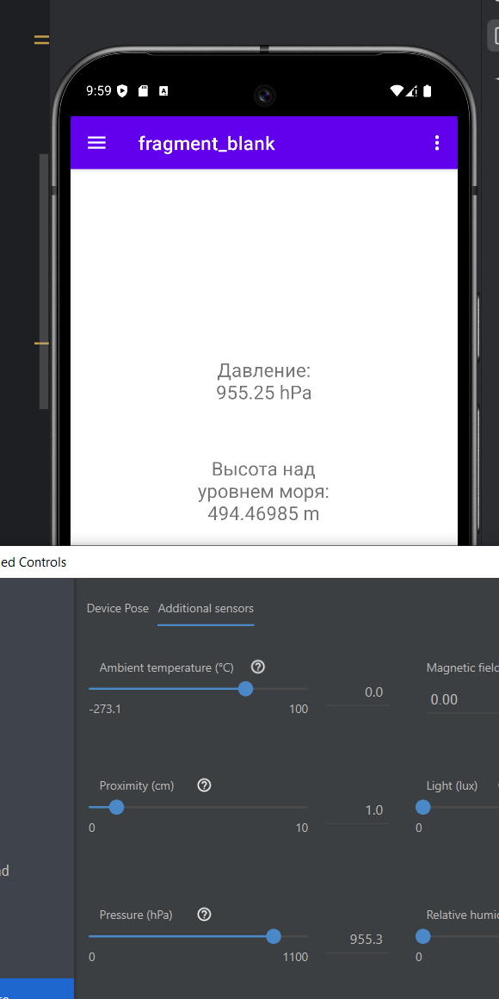 9:59
fragment_blank
Давление:
955.25 hPa
Высота над
уровнем моря:
494.46985 m
ed Controls
Device Pose Additional sensors
Ambient temperature (°C)
0.0
-273.1 100
Magnetic field
0.00
Proximity (cm)
1.0
0 10
Light (lux)
0
Pressure (hPa)
955.3
0 1100
Relative humid
0